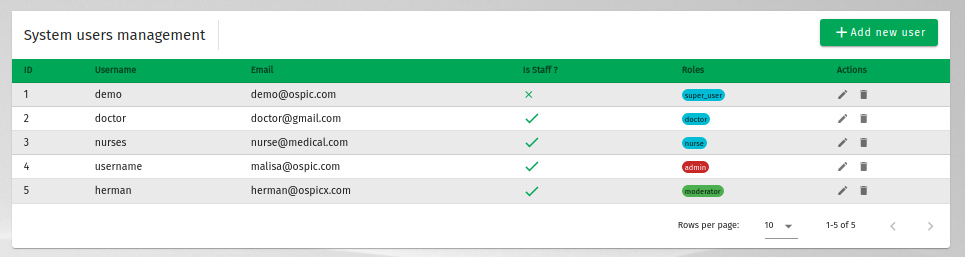 System users management
Add new user
ID Username Email Is Staff ? Roles Actions
1 demo demo@ospic.com super_user
2 doctor doctor@gmail.com doctor
3 nurses nurse@medical.com nurse
4 username malisa@ospic.com admin
5 herman herman@ospicx.com moderator
Rows per page: 10 1-5 of 5